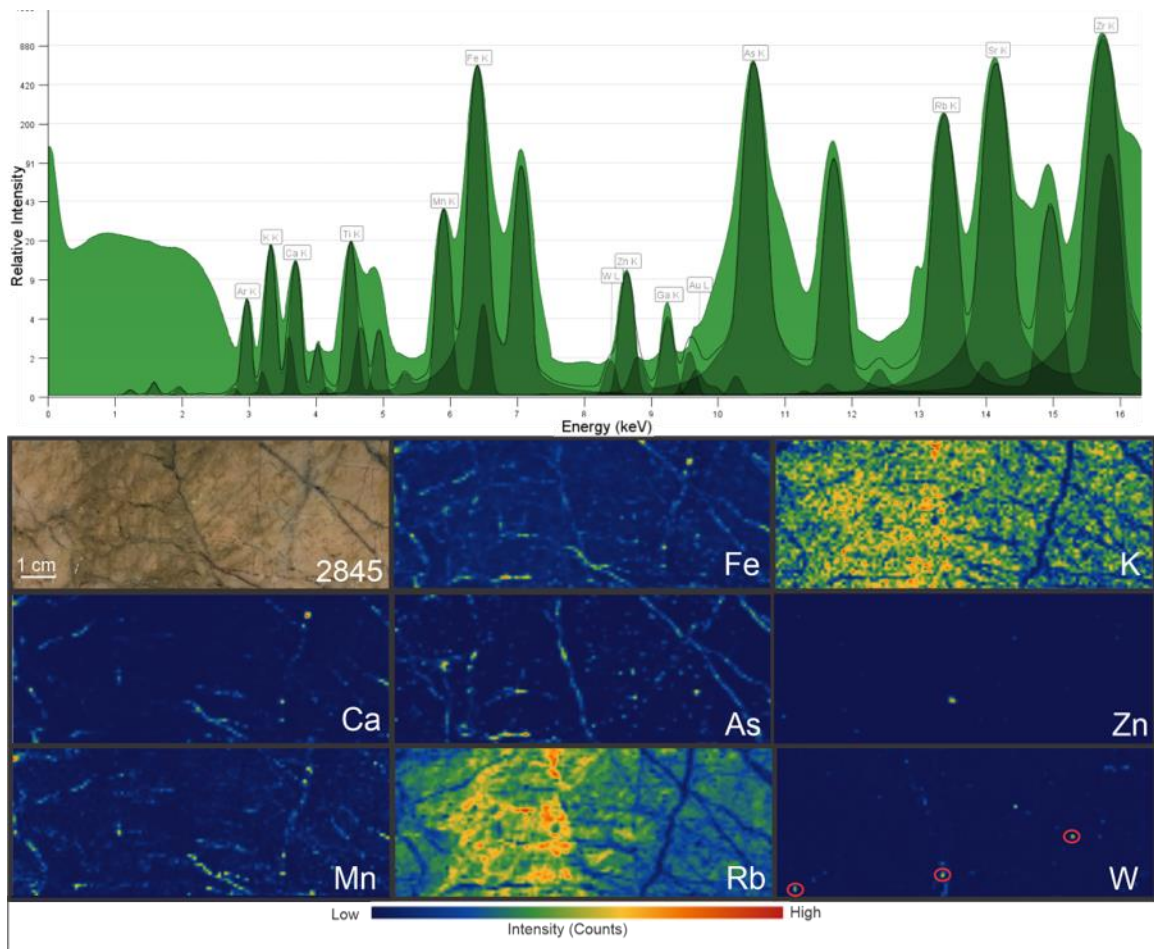 Relative Intensity
880
420
200
91
43
20
9
4
2
0
Ar K
K K
Ca K
Ti K
Mn K
Fe K
W L
Zn K
Ga K
Au L
As K
Rb K
Sr K
Zr K
0 1 2 3 4 5 6 7 8 9 10 11 12 13 14 15 16
Energy (keV)
1 cm
2845
Fe
K
Ca
As
Zn
Mn
Rb
W
Low
High
Intensity (Counts)